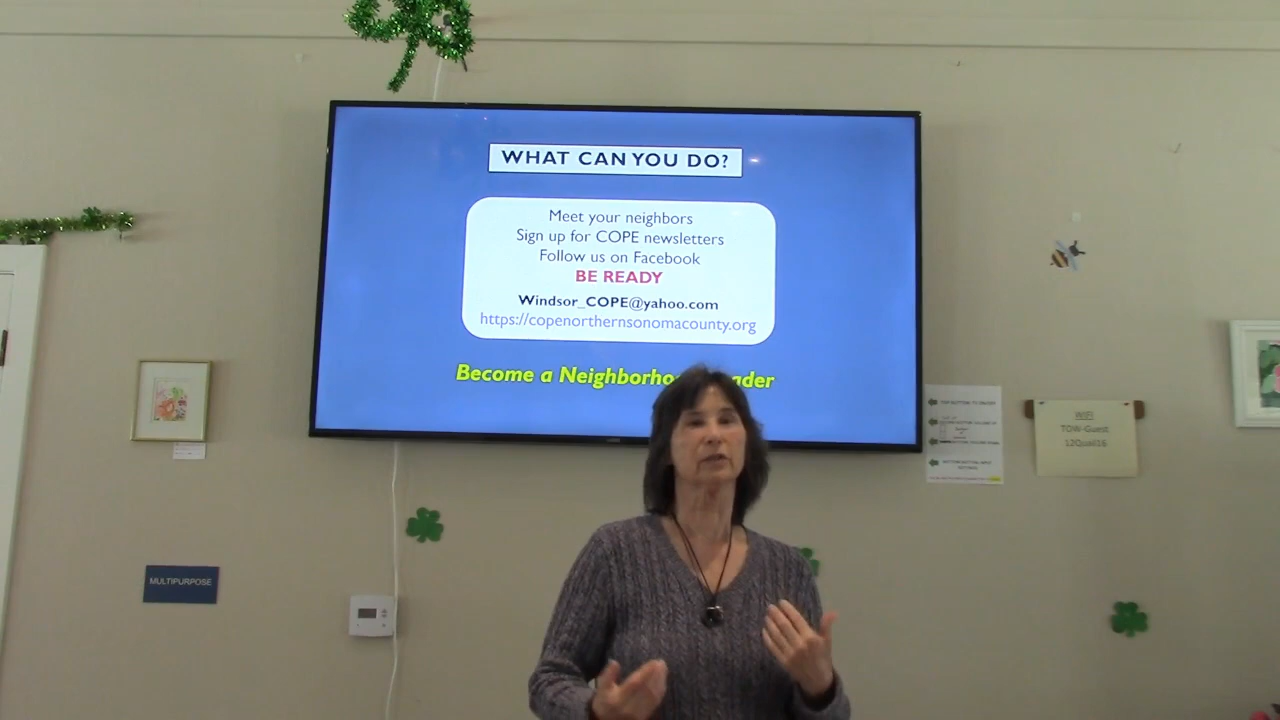 WHAT CAN YOU DO?
Meet your neighbors
Sign up for COPE newsletters
Follow us on Facebook
BE READY
Windsor_COPE@yahoo.com
https://copenorthernsonomacounty.org
Become a Neighborho ader
WIFI
TOW-Guest
12Quail16
MULTIPURPOSE